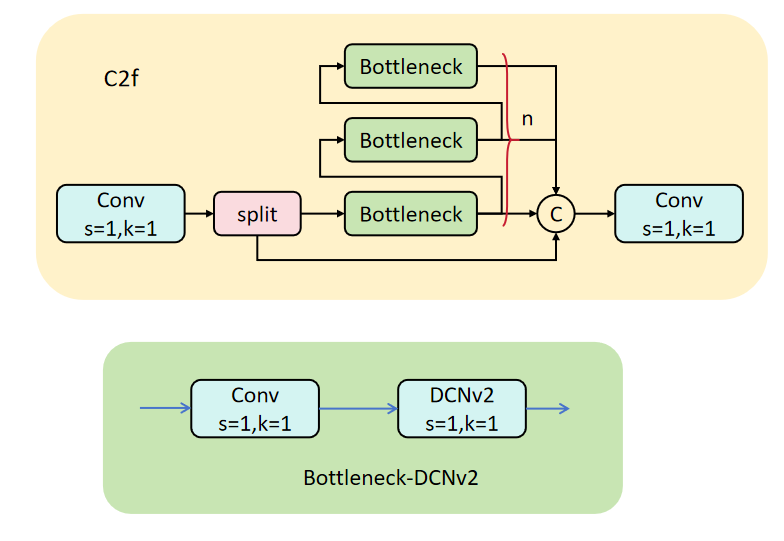 Bottleneck
C2f
n
Bottleneck
Conv
s=1,k=1
split
Bottleneck
C
Conv
s=1,k=1
Conv
s=1,k=1
DCNv2
s=1,k=1
Bottleneck-DCNv2